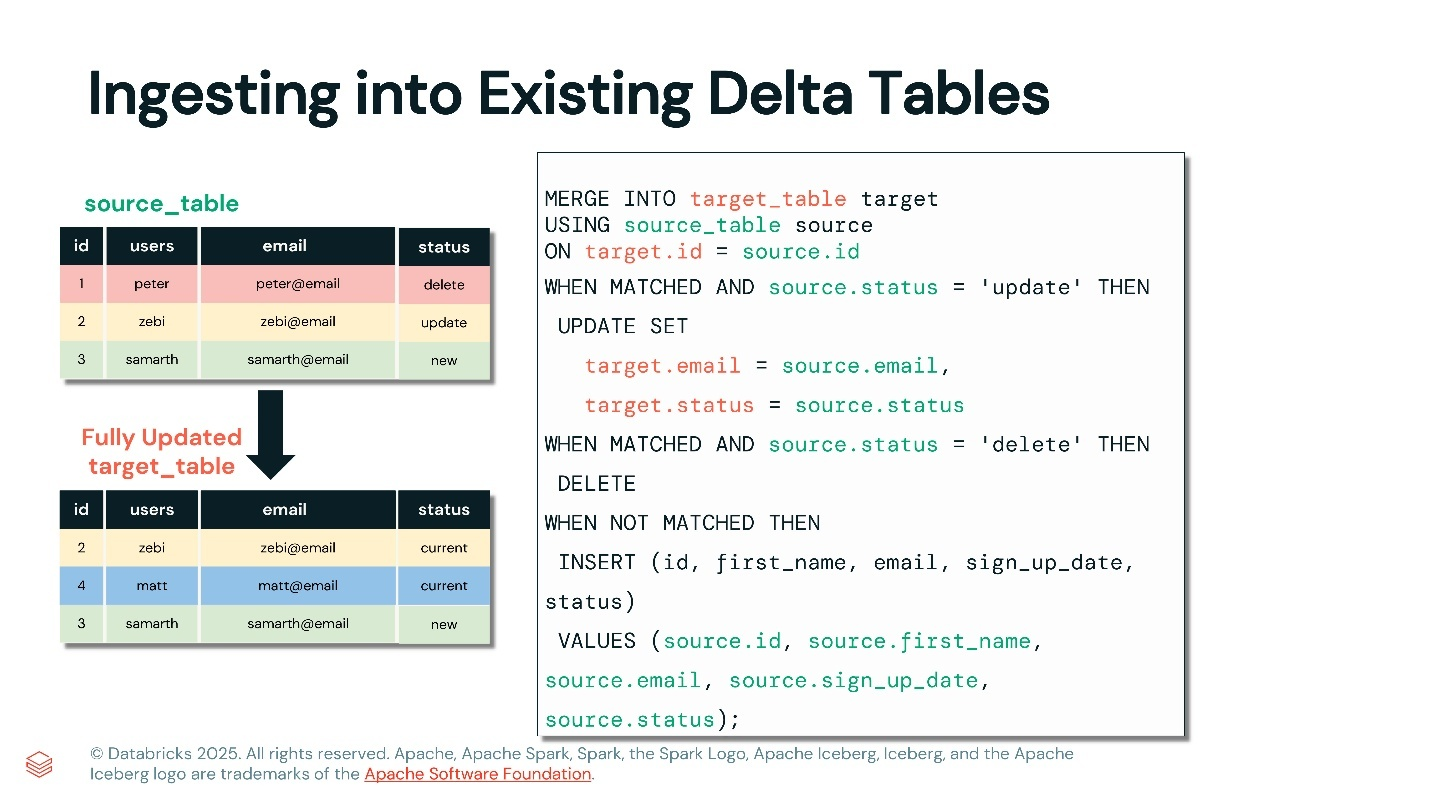 Ingesting into Existing Delta Tables
source_table
id users email status
1 peter peter@email delete
2 zebi zebi@email update
3 samarth samarth@email new
Fully Updated
target_table
id users email status
2 zebi zebi@email current
4 matt matt@email current
3 samarth samarth@email new
MERGE INTO target_table target
USING source_table source
ON target.id = source.id
WHEN MATCHED AND source.status = 'update' THEN
UPDATE SET
target.email = source.email,
target.status = source.status
WHEN MATCHED AND source.status = 'delete' THEN
DELETE
WHEN NOT MATCHED THEN
INSERT (id, first_name, email, sign_up_date,
status)
VALUES (source.id, source.first_name,
source.email, source.sign_up_date,
source.status);
© Databricks 2025. All rights reserved. Apache, Apache Spark, Spark, the Spark Logo, Apache Iceberg, Iceberg, and the Apache
Iceberg logo are trademarks of the Apache Software Foundation.